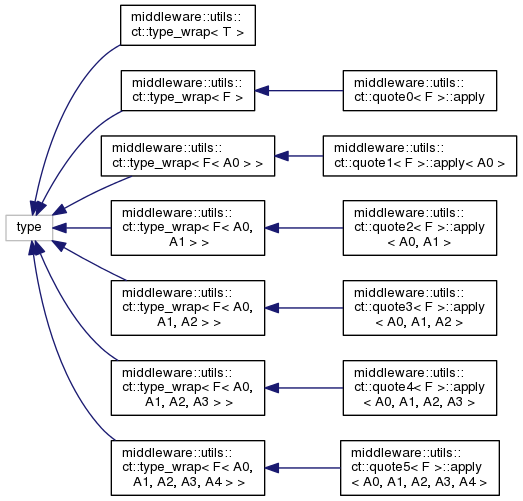 middleware::utils::
ct::type_wrap< T >
middleware::utils::
ct::type_wrap< F >
middleware::utils::
ct::quote0< F >::apply
middleware::utils::
ct::type_wrap< F< A0 > >
middleware::utils::
ct::quote1< F >::apply< A0 >
type
middleware::utils::
ct::type_wrap< F< A0,
A1 > >
middleware::utils::
ct::quote2< F >::apply
< A0, A1 >
middleware::utils::
ct::type_wrap< F< A0,
A1, A2 > >
middleware::utils::
ct::quote3< F >::apply
< A0, A1, A2 >
middleware::utils::
ct::type_wrap< F< A0,
A1, A2, A3 > >
middleware::utils::
ct::quote4< F >::apply
< A0, A1, A2, A3 >
middleware::utils::
ct::type_wrap< F< A0,
A1, A2, A3, A4 > >
middleware::utils::
ct::quote5< F >::apply
< A0, A1, A2, A3, A4 >